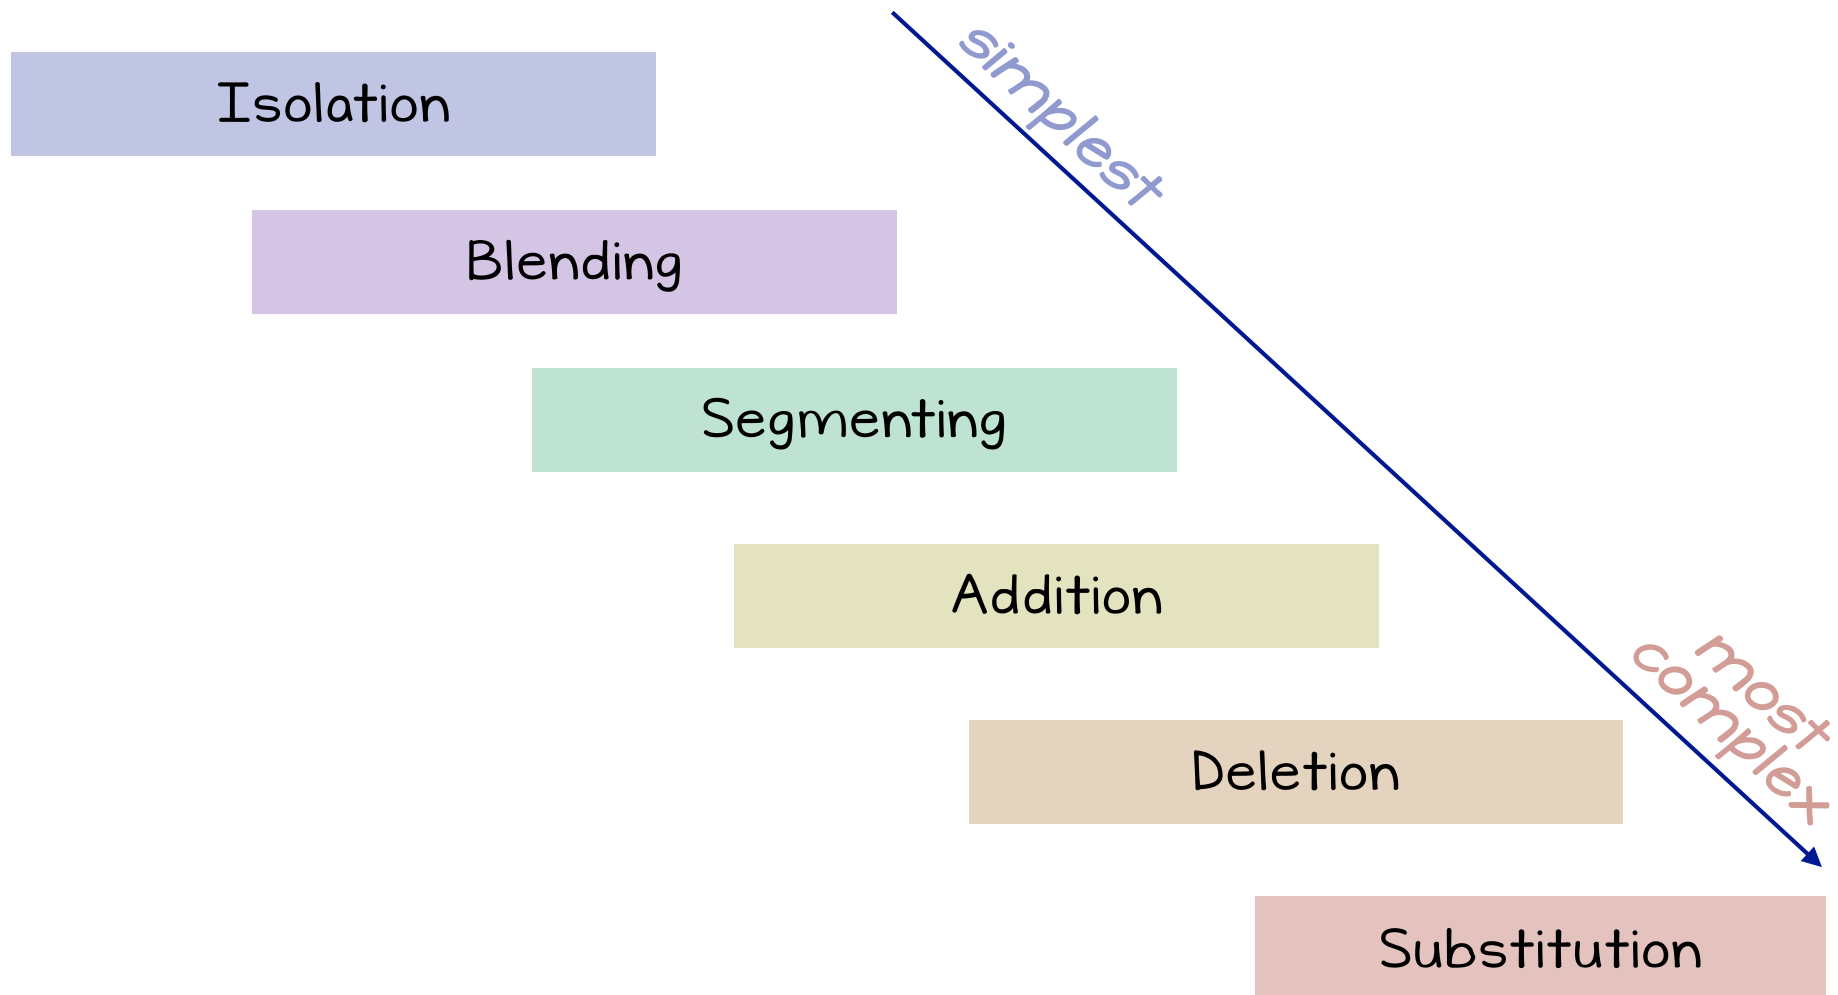 simplest
Isolation
Blending
Segmenting
Addition
most
complex
Deletion
Substitution